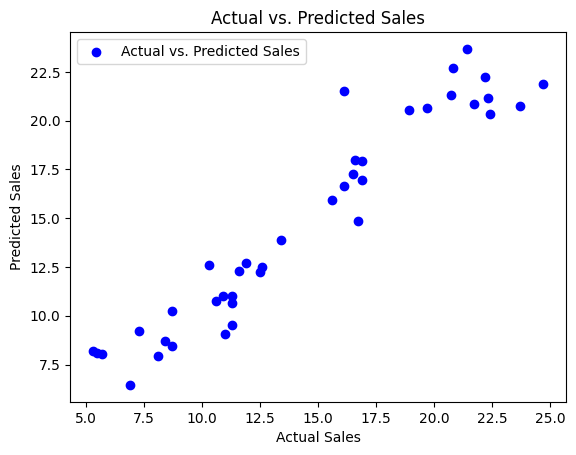 Actual vs. Predicted Sales
Actual vs. Predicted Sales
22.5
20.0
17.5
15.0
12.5
10.0
7.5
Predicted Sales
5.0 7.5 10.0 12.5 15.0 17.5 20.0 22.5 25.0
Actual Sales